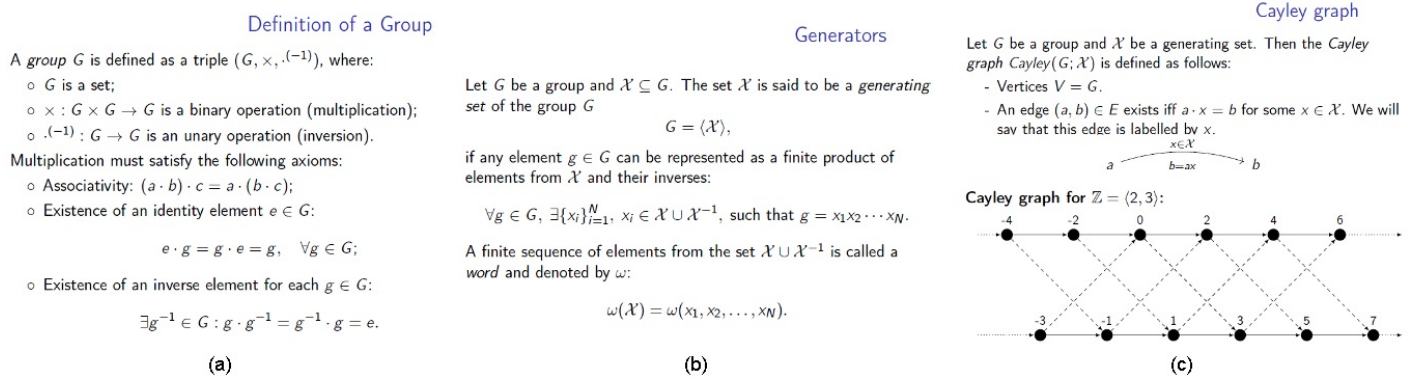 Definition of a Group
A group G is defined as a triple (G, ×, ·(−1)), where:
∘ G is a set;
∘ × : G × G → G is a binary operation (multiplication);
∘ ·(−1) : G → G is an unary operation (inversion).
Multiplication must satisfy the following axioms:
∘ Associativity: (a · b) · c = a · (b · c);
∘ Existence of an identity element e ∈ G:
e · g = g · e = g, ∀g ∈ G;
∘ Existence of an inverse element for each g ∈ G:
∃g⁻¹ ∈ G : g · g⁻¹ = g⁻¹ · g = e.
(a)
Generators
Let G be a group and 𝒳 ⊆ G. The set 𝒳 is said to be a generating
set of the group G
G = ⟨𝒳⟩,
if any element g ∈ G can be represented as a finite product of
elements from 𝒳 and their inverses:
∀g ∈ G, ∃{xᵢ}ᴺᵢ₌₁, xᵢ ∈ 𝒳 ∪ 𝒳⁻¹, such that g = x₁x₂ ⋯ x_N.
A finite sequence of elements from the set 𝒳 ∪ 𝒳⁻¹ is called a
word and denoted by ω:
ω(𝒳) = ω(x₁, x₂, . . . , x_N).
(b)
Cayley graph
Let G be a group and 𝒳 be a generating set. Then the Cayley
graph Cayley(G; 𝒳) is defined as follows:
- Vertices V = G.
- An edge (a, b) ∈ E exists iff a · x = b for some x ∈ 𝒳. We will
say that this edge is labelled by x.
x∈𝒳
a b=ax b
Cayley graph for ℤ = ⟨2, 3⟩:
-4 -2 0 2 4 6
-3 -1 1 3 5 7
(c)